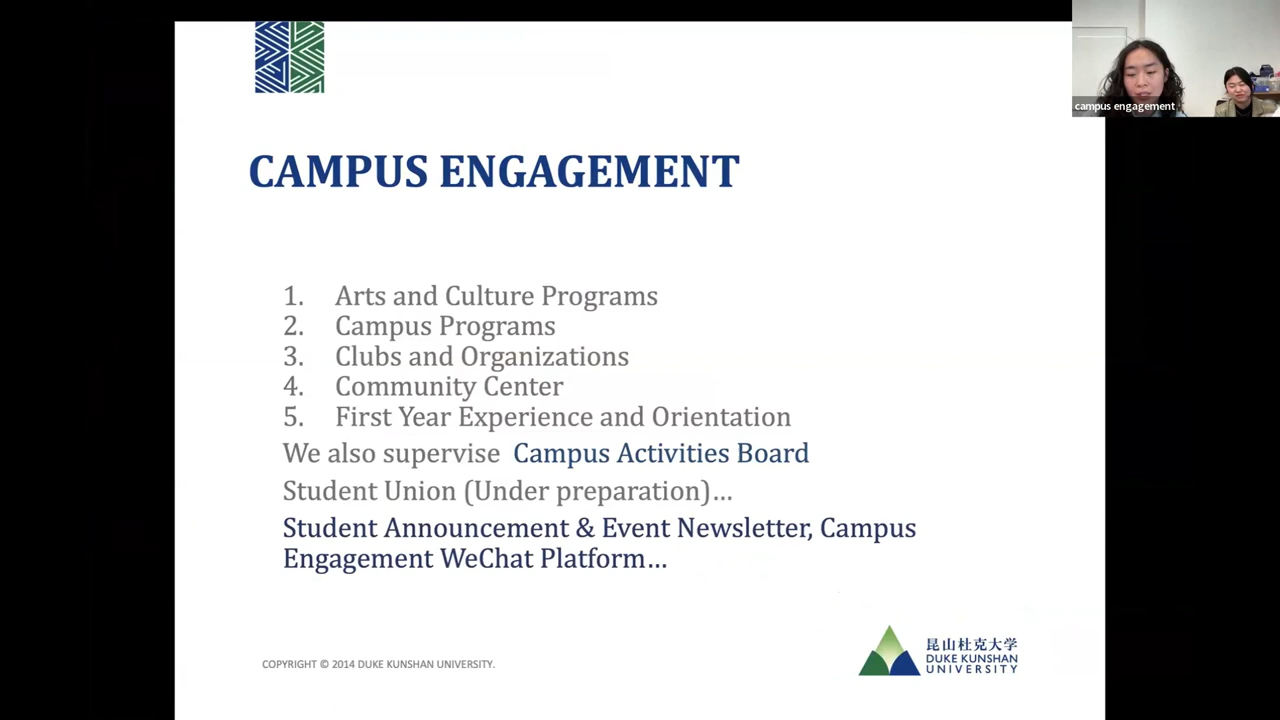 campus engagement
CAMPUS ENGAGEMENT
1. Arts and Culture Programs
2. Campus Programs
3. Clubs and Organizations
4. Community Center
5. First Year Experience and Orientation
We also supervise Campus Activities Board
Student Union (Under preparation)…
Student Announcement & Event Newsletter, Campus
Engagement WeChat Platform…
COPYRIGHT © 2014 DUKE KUNSHAN UNIVERSITY.
昆山杜克大学
DUKE KUNSHAN
UNIVERSITY